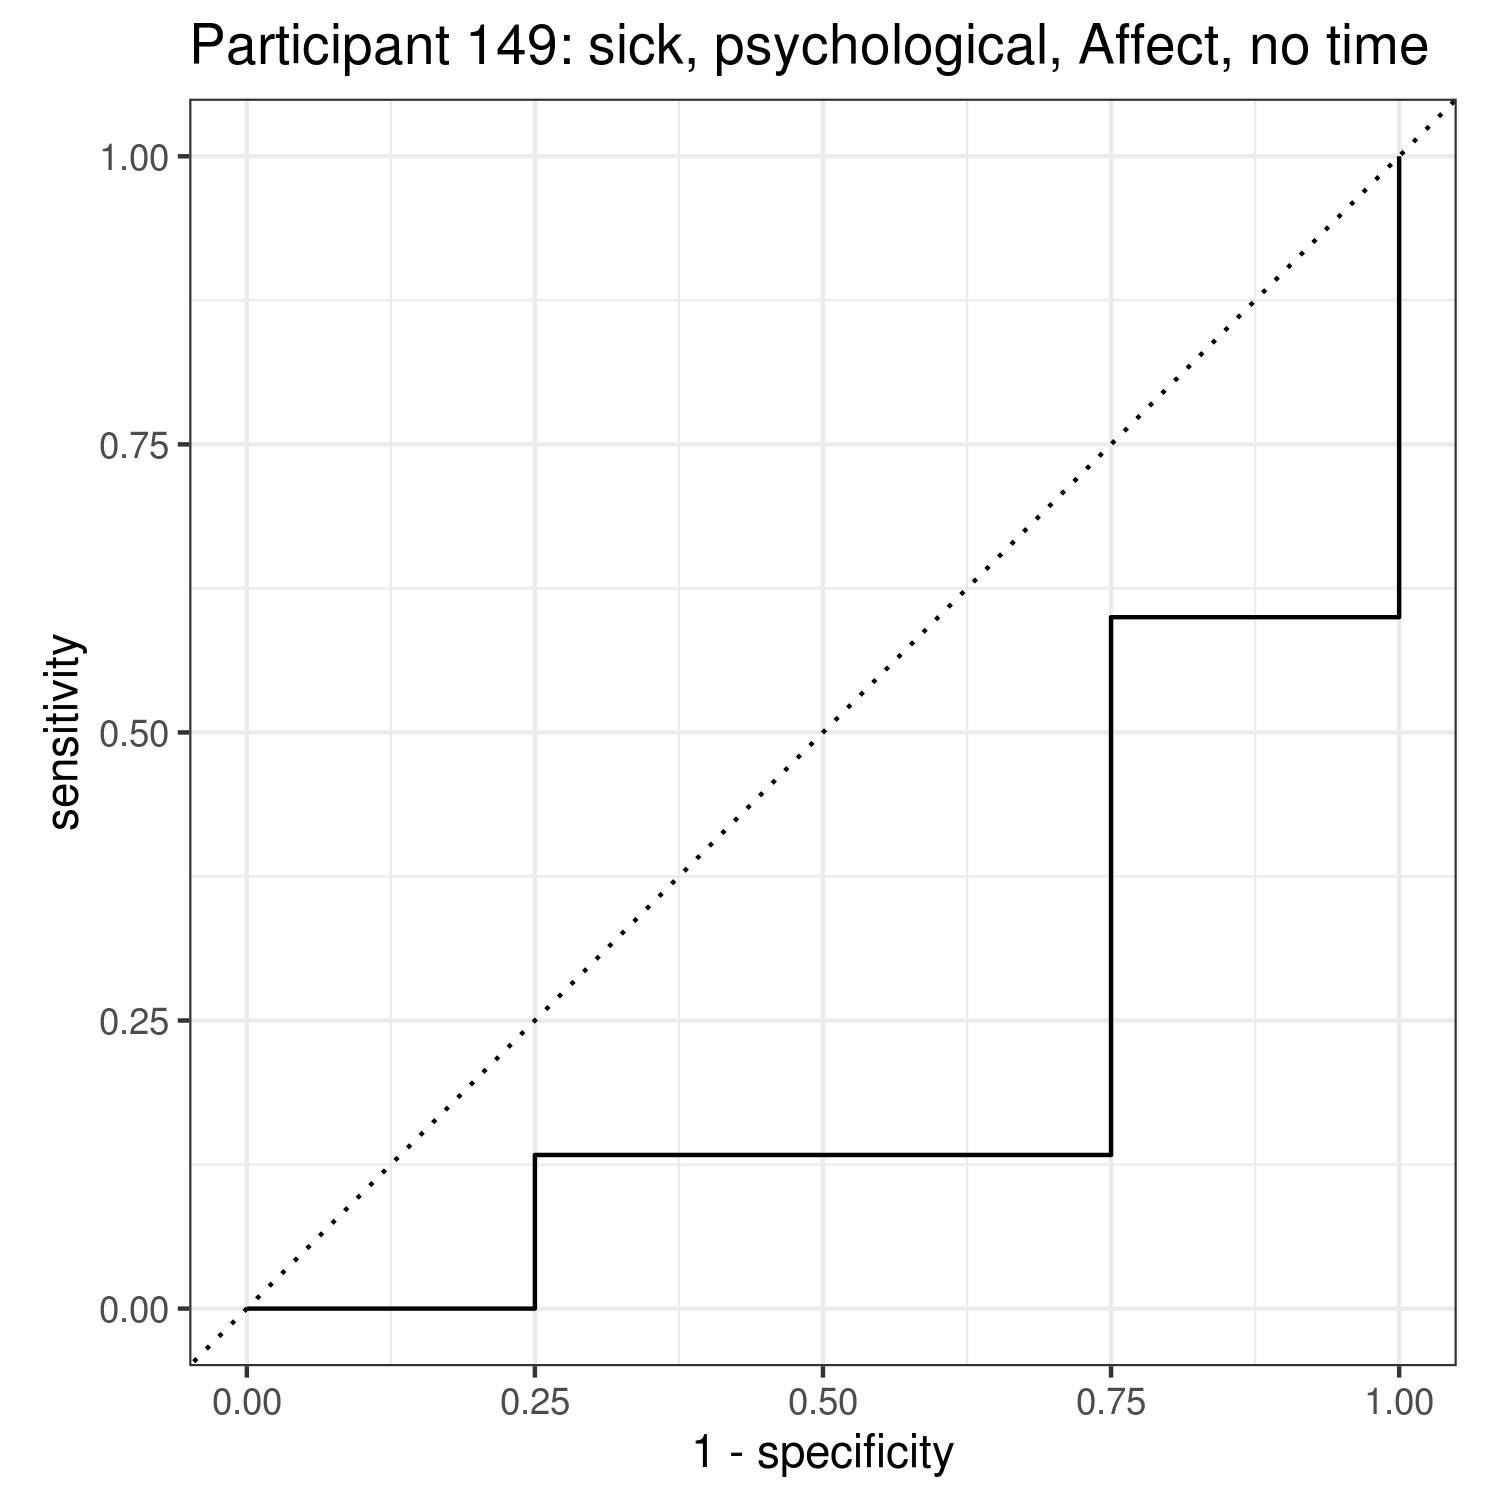 Participant 149: sick, psychological, Affect, no time
1.00
0.75
0.50
0.25
0.00
sensitivity
0.00 0.25 0.50 0.75 1.00
1 - specificity